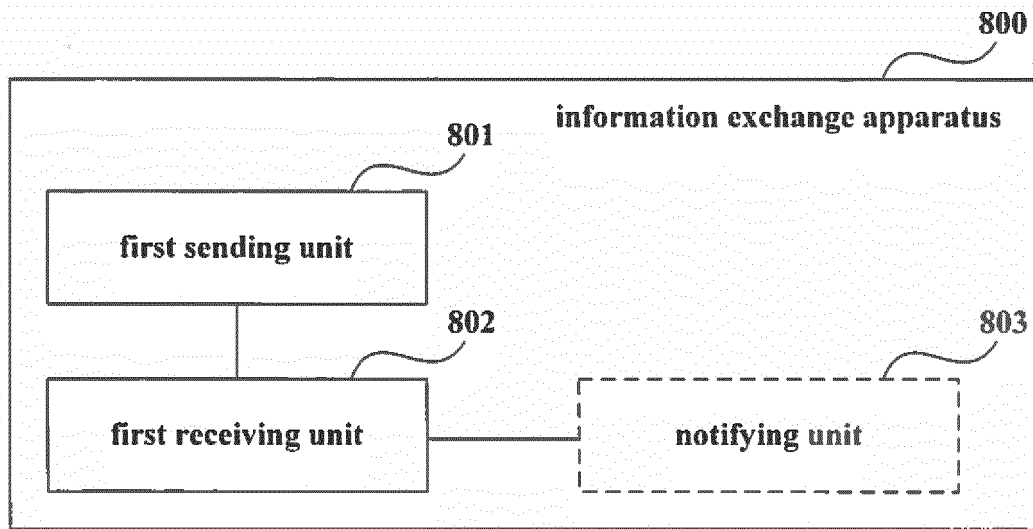 800
information exchange apparatus
801
first sending unit
802
803
first receiving unit
notifying unit